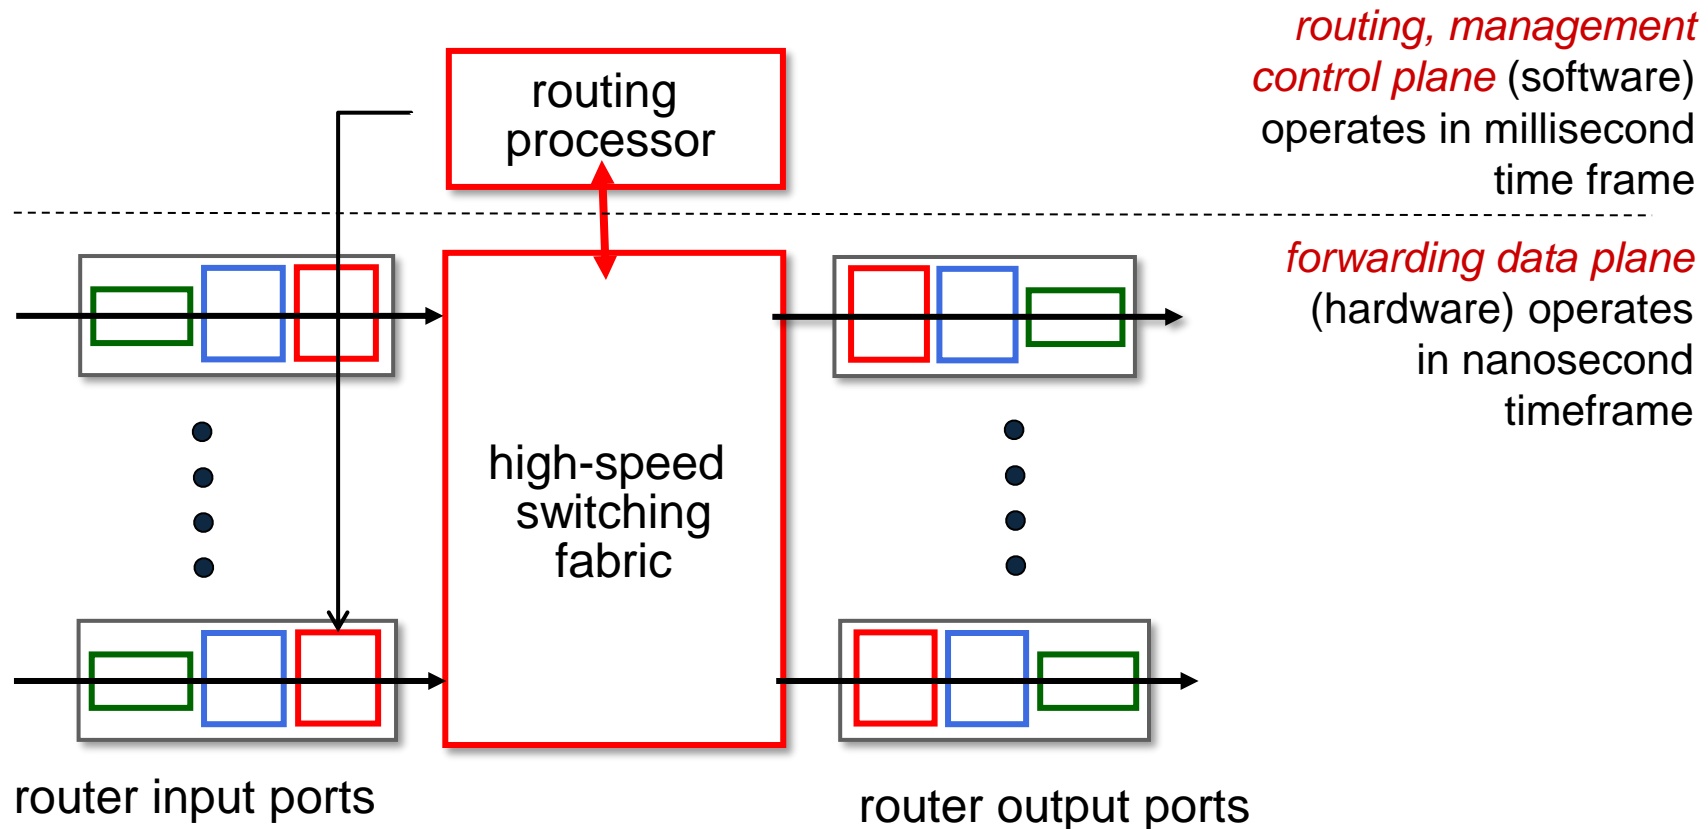 routing, management
control plane (software)
operates in millisecond
time frame
routing
processor
forwarding data plane
(hardware) operates
in nanosecond
timeframe
high-speed
switching
fabric
router input ports
router output ports